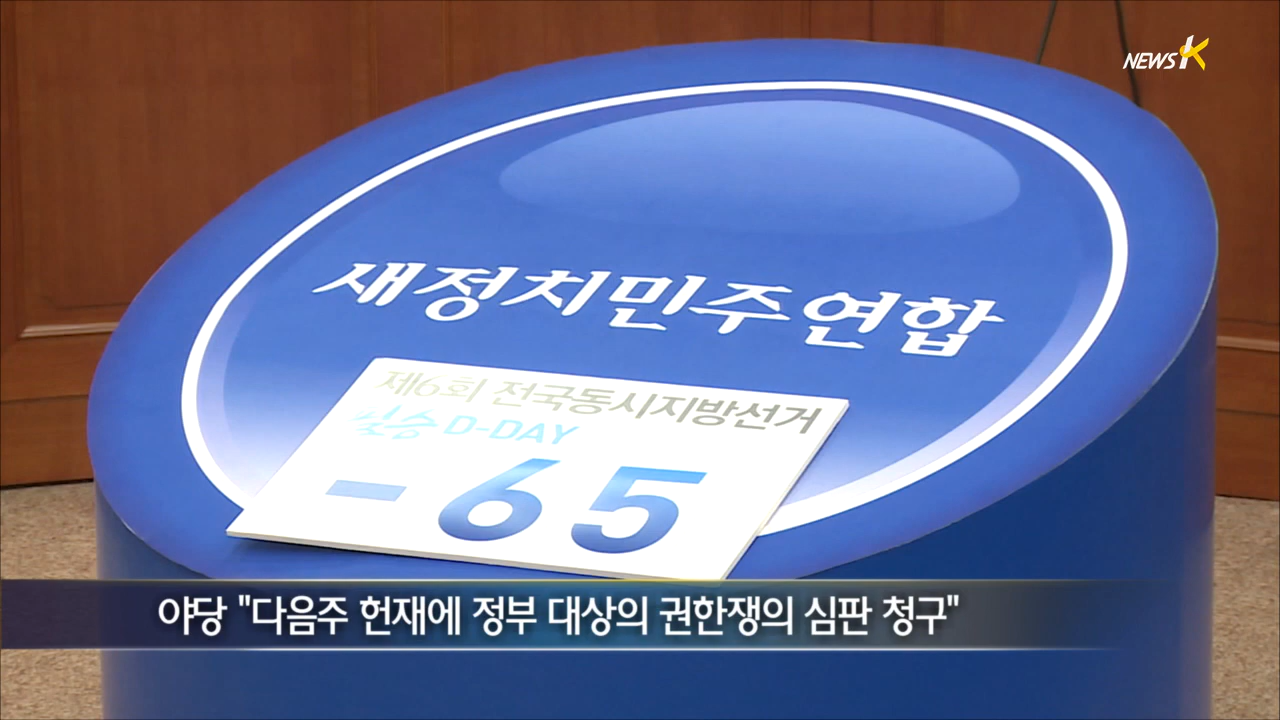 NEWS K
새정치민주연합
제6회 전국동시지방선거
필승 D-DAY
-65
야당 "다음주 헌재에 정부 대상의 권한쟁의 심판 청구"